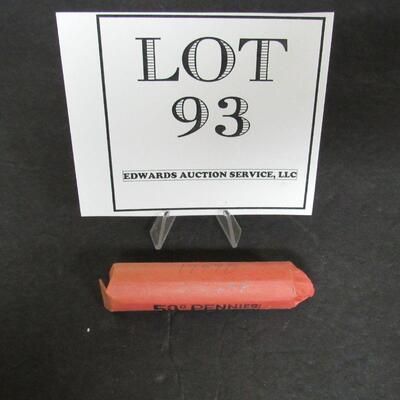 LOT
93
EDWARDS AUCTION SERVICE, LLC
50¢ PENNIES